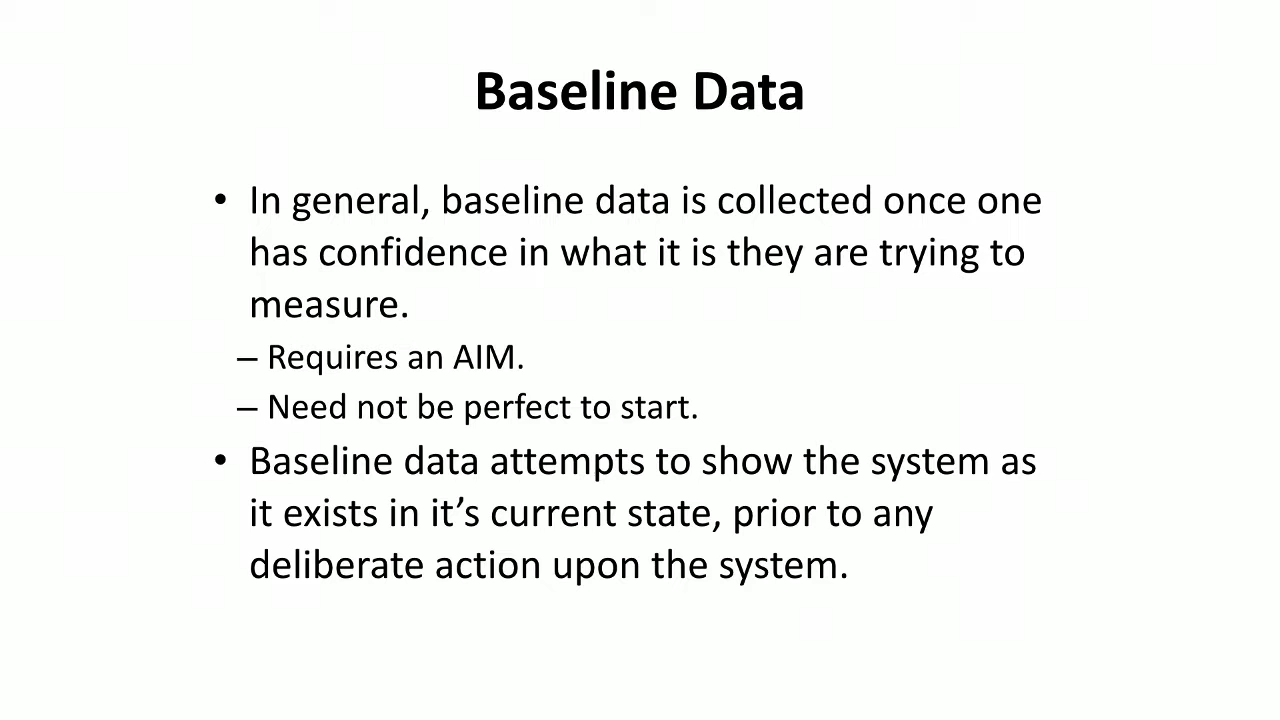 Baseline Data
• In general, baseline data is collected once one
has confidence in what it is they are trying to
measure.
– Requires an AIM.
– Need not be perfect to start.
• Baseline data attempts to show the system as
it exists in it’s current state, prior to any
deliberate action upon the system.